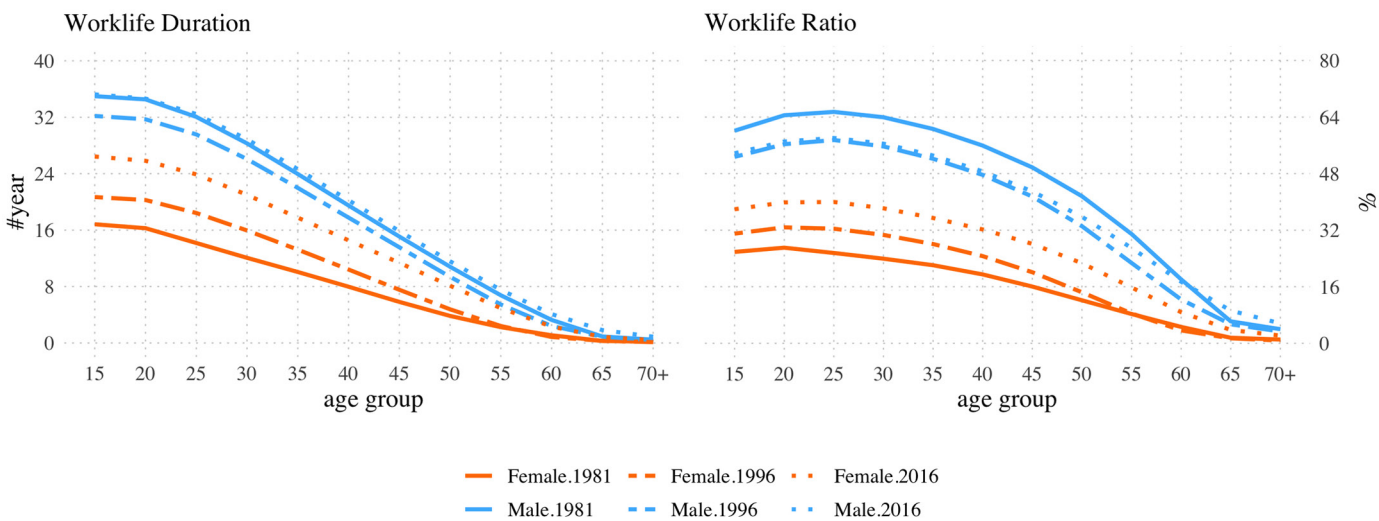 Worklife Duration
Worklife Ratio
40
32
24
16
8
0
#year
15 20 25 30 35 40 45 50 55 60 65 70+
age group
80
64
48
32
16
0
%
15 20 25 30 35 40 45 50 55 60 65 70+
age group
Female.1981 Female.1996 Female.2016
Male.1981 Male.1996 Male.2016